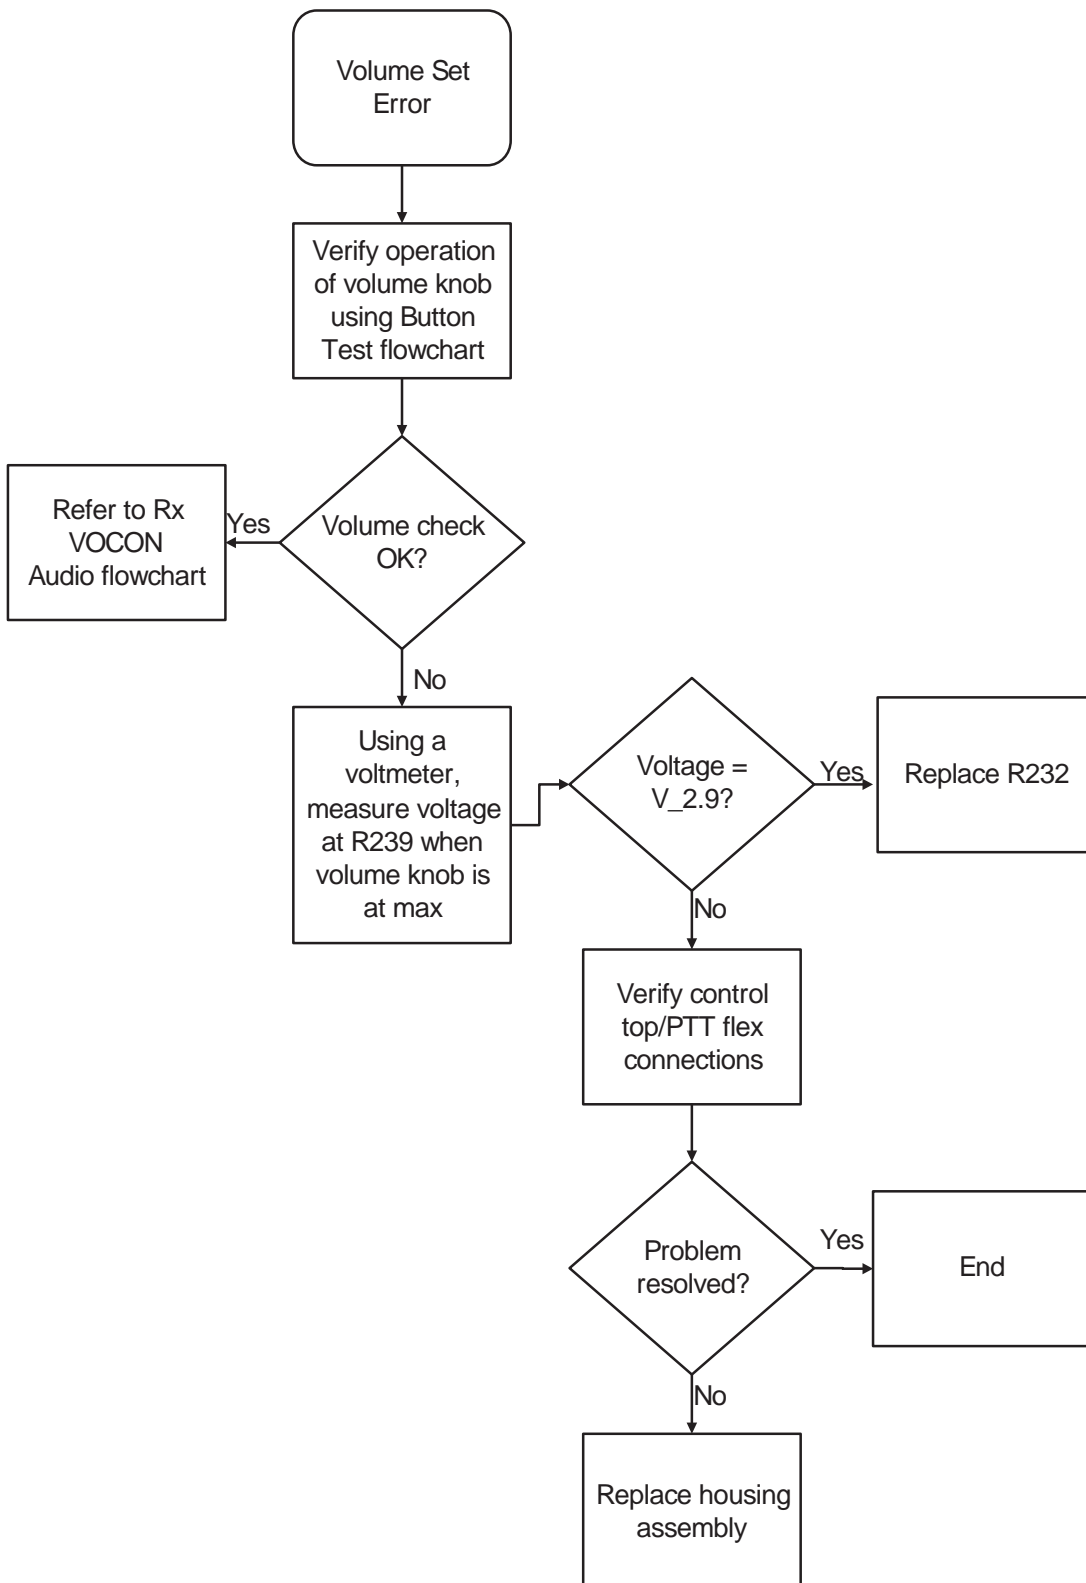 Volume Set
Error
Verify operation
of volume knob
using Button
Test flowchart
Volume check
OK?
Yes
Refer to Rx
VOCON
Audio flowchart
No
Using a
voltmeter,
measure voltage
at R239 when
volume knob is
at max
Voltage =
V_2.9?
Yes
Replace R232
No
Verify control
top/PTT flex
connections
Problem
resolved?
Yes
End
No
Replace housing
assembly